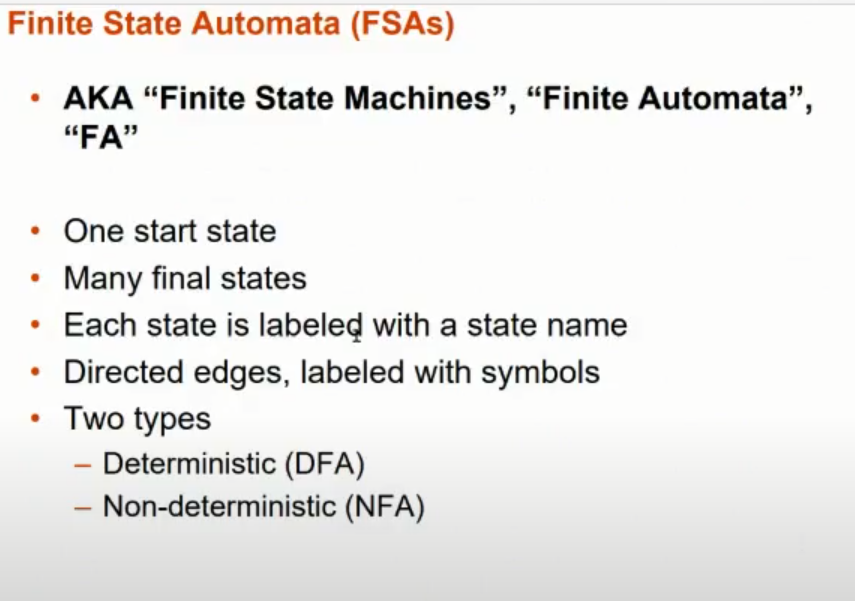 Finite State Automata (FSAs)
• AKA “Finite State Machines”, “Finite Automata”,
“FA”
• One start state
• Many final states
• Each state is labeled with a state name
• Directed edges, labeled with symbols
• Two types
– Deterministic (DFA)
– Non-deterministic (NFA)